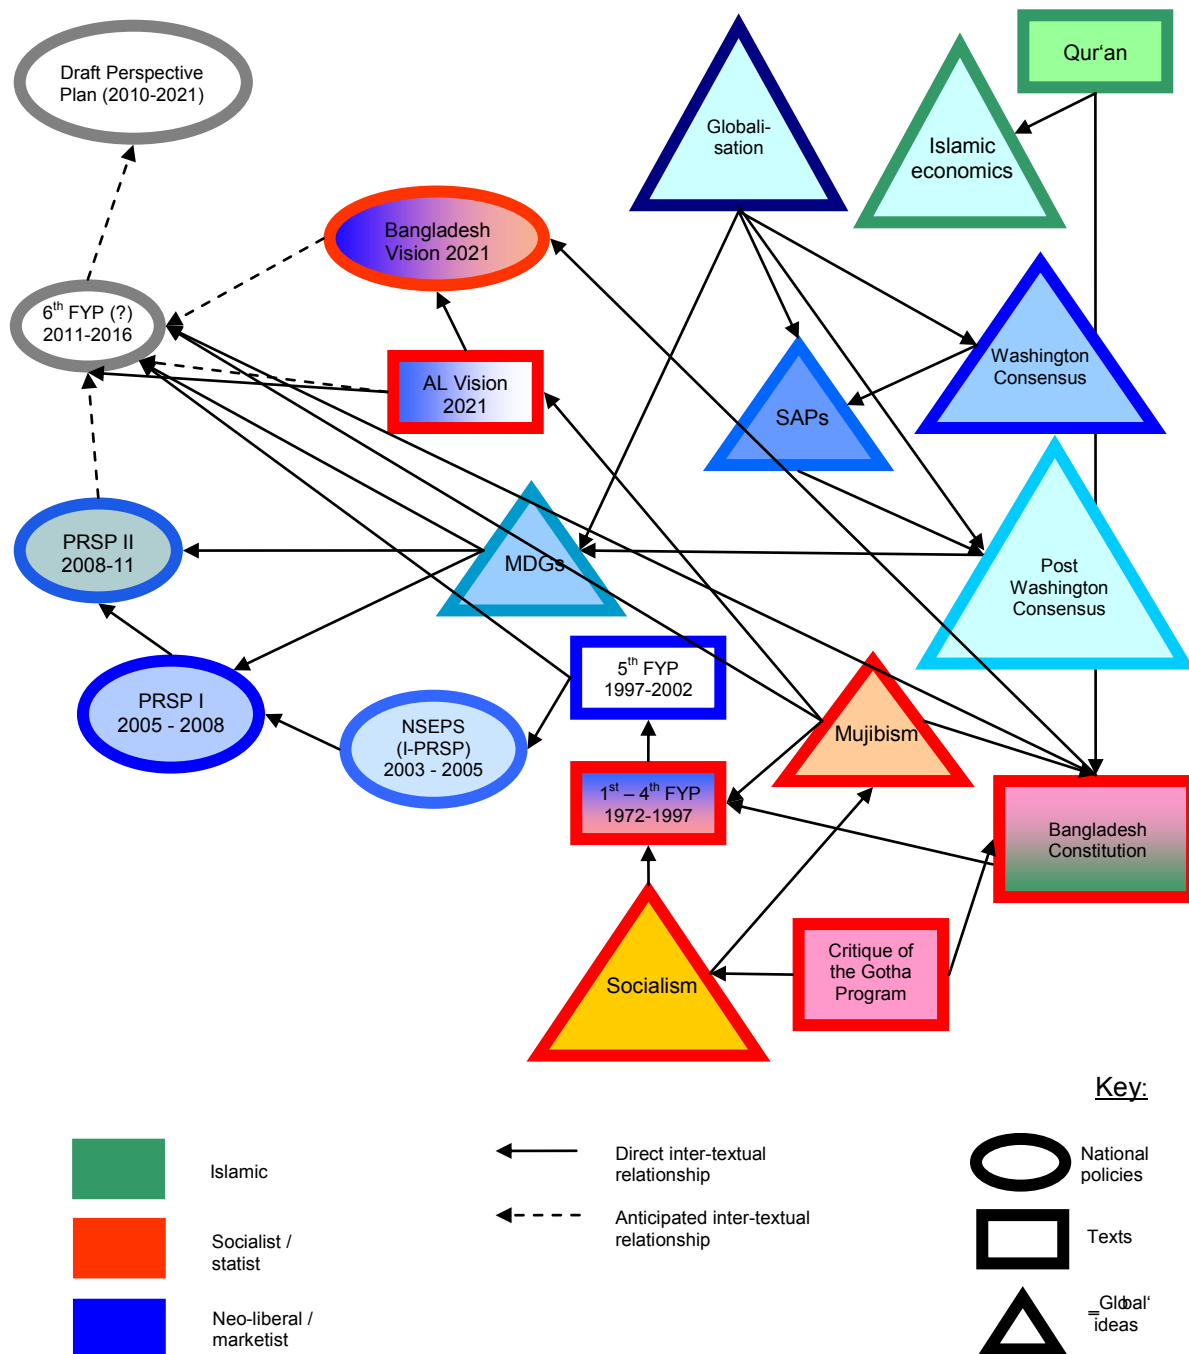 Draft Perspective
Plan (2010-2021)
Globali-
sation
Qur‘an
Islamic
economics
Bangladesh
Vision 2021
6th FYP (?)
2011-2016
AL Vision
2021
Washington
Consensus
SAPs
PRSP II
2008-11
MDGs
Post
Washington
Consensus
5th FYP
1997-2002
PRSP I
2005 - 2008
NSEPS
(I-PRSP)
2003 - 2005
Mujibism
1st – 4th FYP
1972-1997
Bangladesh
Constitution
Socialism
Critique of
the Gotha
Program
Key:
Islamic
Direct inter-textual
relationship
National
policies
Socialist /
statist
Anticipated inter-textual
relationship
Texts
Neo-liberal /
marketist
‗Global‘
ideas